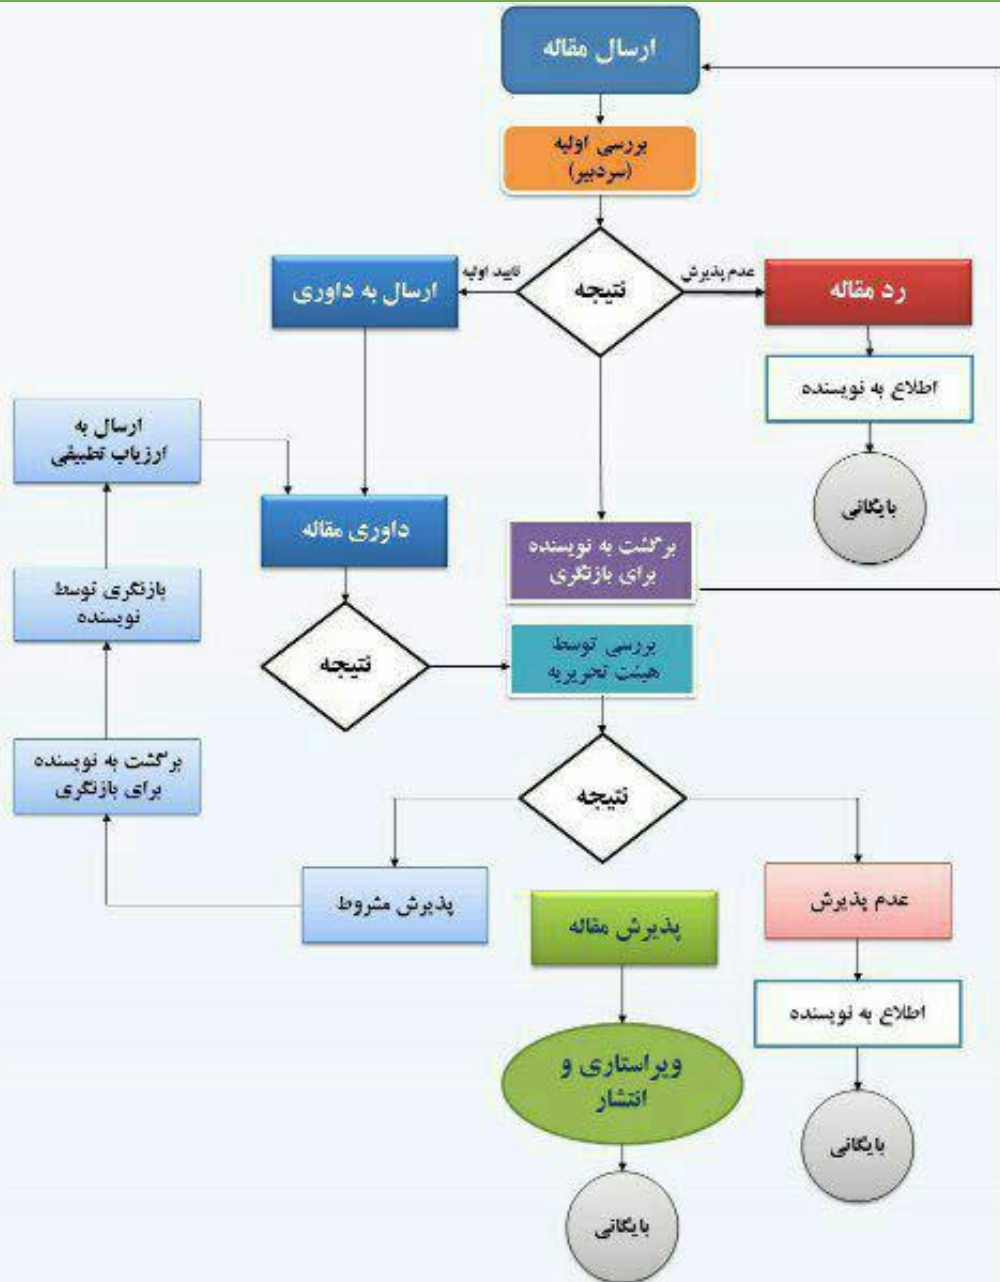 ارسال مقاله
بررسی اولیه
(سردبیر)
نتیجه
عدم پذیرش
تایید اولیه
رد مقاله
ارسال به داوری
اطلاع به نویسنده
بایگانی
ارسال به
ارزیاب تطبیقی
داوری مقاله
برگشت به نویسنده
برای بازنگری
بازنگری توسط
نویسنده
نتیجه
بررسی توسط
هیئت تحریریه
برگشت به نویسنده
برای بازنگری
نتیجه
عدم پذیرش
پذیرش مقاله
پذیرش مشروط
اطلاع به نویسنده
ویراستاری و
انتشار
بایگانی
بایگانی